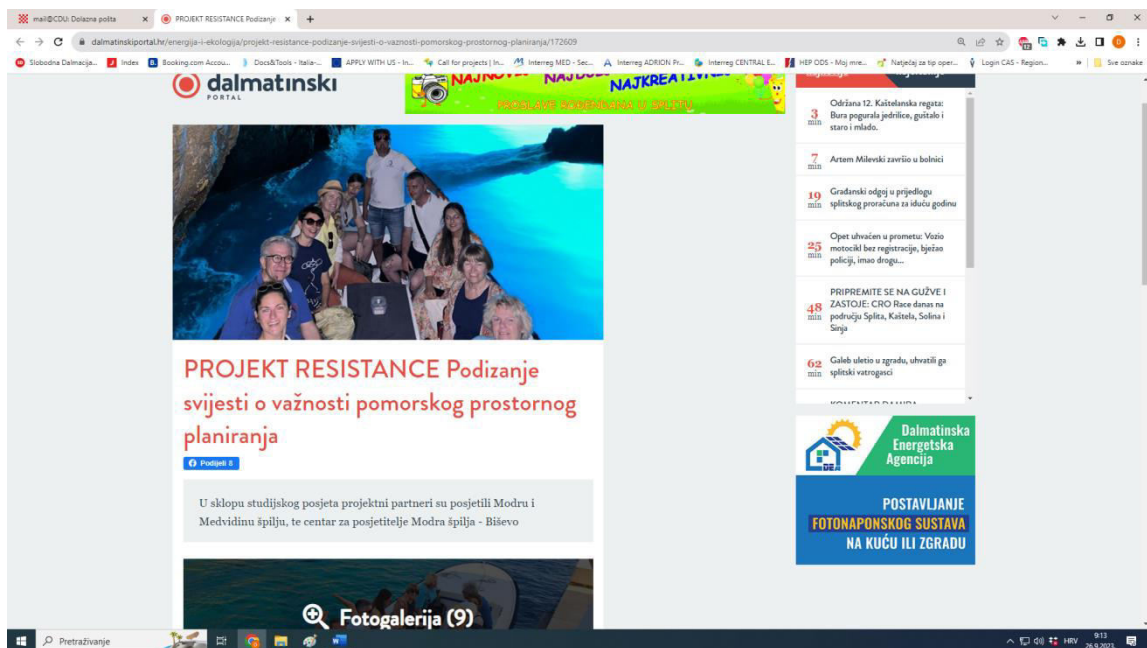 mail@CDU: Dolazna pošta
PROJEKT RESISTANCE Podizanje
dalmatinskiportal.hr/energija-i-ekologija/projekt-resistance-podizanje-svijesti-o-vaznosti-pomorskog-prostornog-planiranja/172609
Slobodna Dalmacija...
Index
Booking.com Accou...
Docs&Tools - Italia-...
APPLY WITH US - In...
Call for projects | In...
Interreg MED - Sec...
Interreg ADRION Pr...
Interreg CENTRAL E...
HEP ODS - Moj mre...
Natječaj za tip oper...
Login CAS - Region...
»
Sve oznake
dalmatinski
PORTAL
NAJKREATIVNIJE
PROSLAVE ROĐENDANA U SPLITU
3 min
Održana 12. Kaštelanska regata:
Bura pogurala jedrilice, guštalo i
staro i mlado.
7 min
Artem Milevski završio u bolnici
19 min
Građanski odgoj u prijedlogu
splitskog proračuna za iduću godinu
25 min
Opet uhvaćen u prometu: Vozio
motocikl bez registracije, bježao
policiji, imao drogu...
48 min
PRIPREMITE SE NA GUŽVE I
ZASTOJE: CRO Race danas na
području Splita, Kaštela, Solina i
Sinja
62 min
Galeb uletio u zgradu, uhvatili ga
splitski vatrogasci
PROJEKT RESISTANCE Podizanje
svijesti o važnosti pomorskog prostornog
planiranja
Podijeli 8
U sklopu studijskog posjeta projektni partneri su posjetili Modru i
Medvidinu špilju, te centar za posjetitelje Modra špilja - Biševo
Fotogalerija (9)
DEA
Dalmatinska
Energetska
Agencija
POSTAVLJANJE
FOTONAPONSKOG SUSTAVA
NA KUĆU ILI ZGRADU
Pretraživanje
HRV
9:13
26.9.2023.